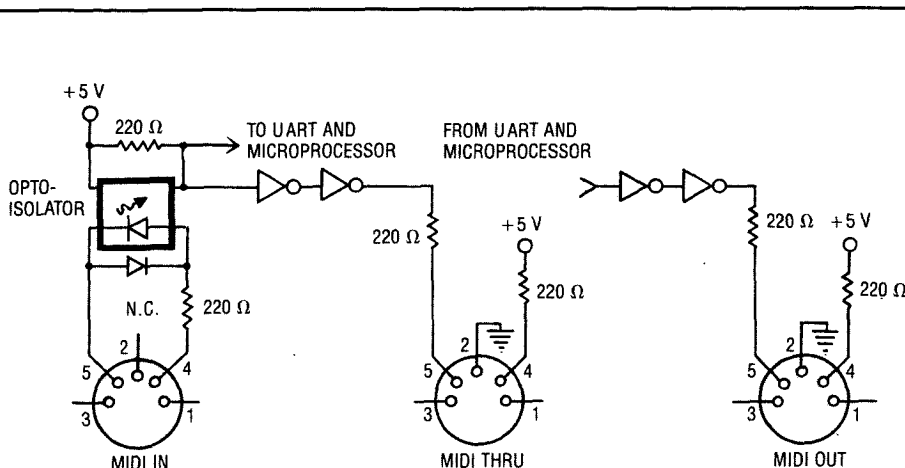 +5 V
220 Ω
TO UART AND
MICROPROCESSOR
OPTO-
ISOLATOR
N.C.
220 Ω
2
5
4
3
1
MIDI IN
220 Ω
+5 V
220 Ω
2
5
4
3
1
MIDI THRU
FROM UART AND
MICROPROCESSOR
220 Ω
+5 V
220 Ω
2
5
4
3
1
MIDI OUT